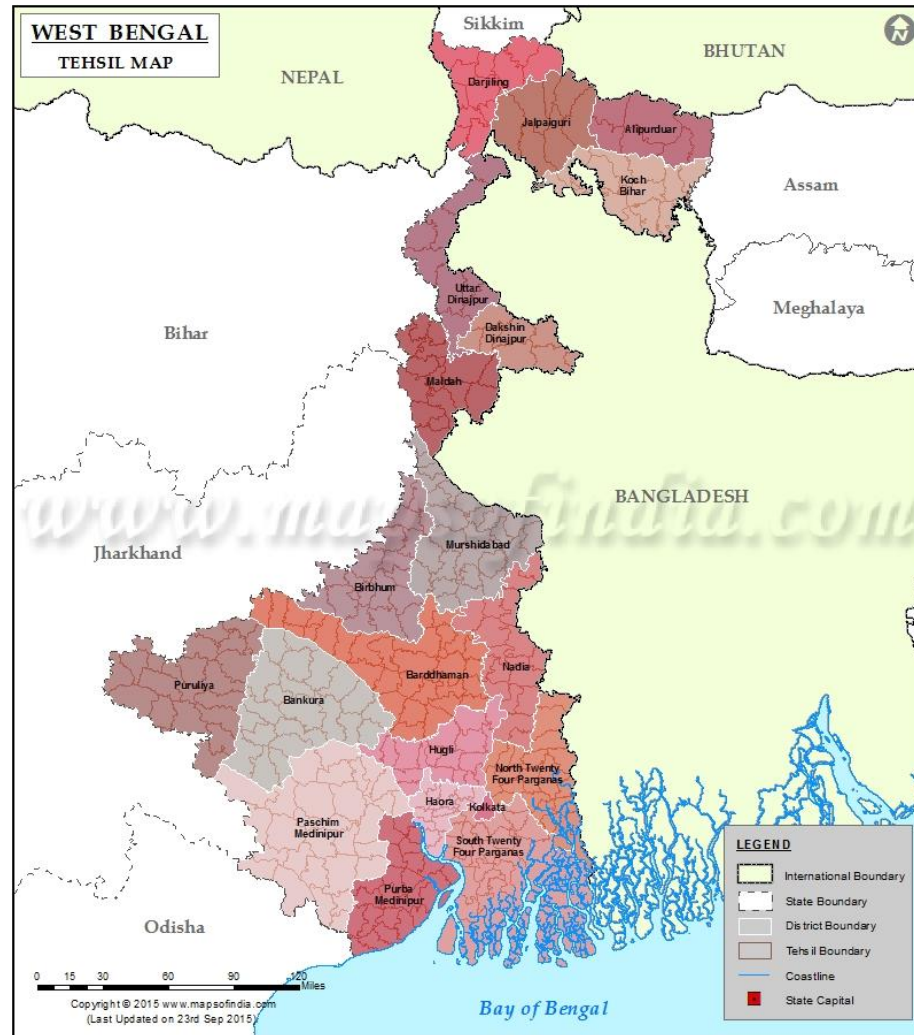 WEST BENGAL
TEHSIL MAP
Sikkim
N
NEPAL
BHUTAN
Darjiling
Jalpaiguri
Alipurduar
Koch
Bihar
Assam
Meghalaya
Uttar
Dinajpur
Dakshin
Dinajpur
Bihar
Maldah
BANGLADESH
www.mapsofindia.com
Jharkhand
Murshidabad
Birbhum
Nadia
Barddhaman
Puruliya
Bankura
Hugli
North Twenty
Four Parganas
Haora
Kolkata
Paschim
Medinipur
South Twenty
Four Parganas
Purba
Medinipur
Odisha
LEGEND
International Boundary
State Boundary
District Boundary
Tehsil Boundary
Coastline
State Capital
0 15 30 60 90 120
Miles
Copyright © 2015 www.mapsofindia.com
(Last Updated on 23rd Sep 2015)
Bay of Bengal